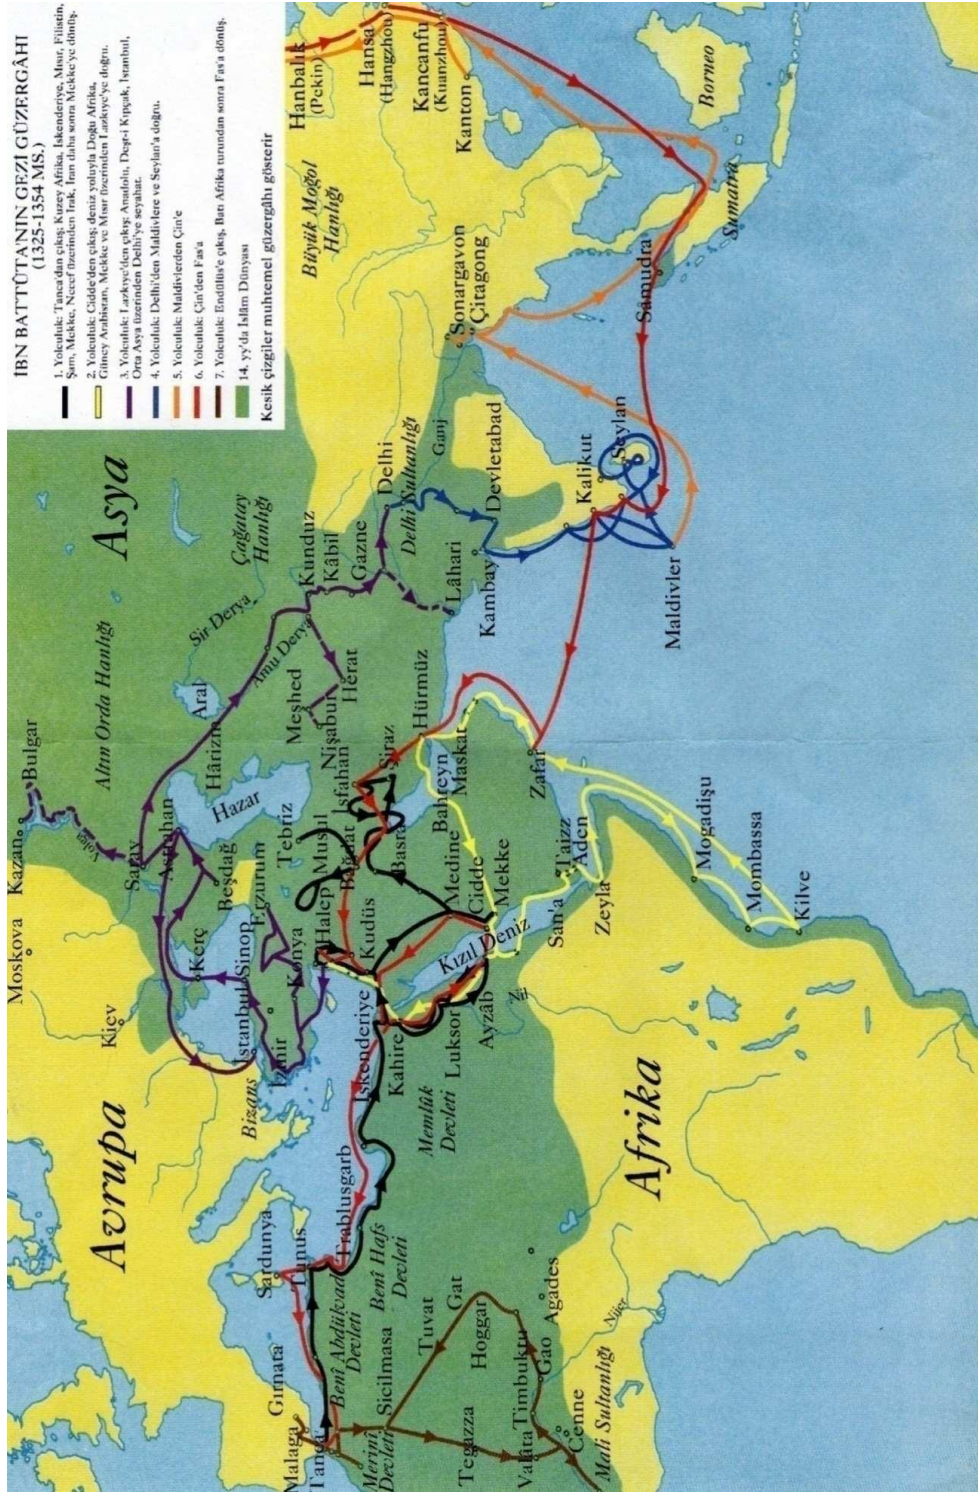 İBN BATTÛTA'NIN GEZİ GÜZERGÂHI
(1325-1354 MS.)
1. Yolculuk: Tanca'dan çıkış; Kuzey Afrika, İskenderiye, Mısır, Filistin,
Şam, Mekke, Necef üzerinden Irak, İran daha sonra Mekke'ye dönüş.
2. Yolculuk: Cidde'den çıkış; deniz yoluyla Doğu Afrika,
Güney Arabistan, Mekke ve Mısır üzerinden Lazkiye'ye doğru.
3. Yolculuk: Lazkiye'den çıkış; Anadolu, Deşt-i Kıpçak, İstanbul,
Orta Asya üzerinden Delhi'ye seyahat.
4. Yolculuk: Delhi'den Maldivlere ve Seylan'a doğru.
5. Yolculuk: Maldivlerden Çin'e
6. Yolculuk: Çin'den Fas'a
7. Yolculuk: Endülüs'e çıkış, Batı Afrika turundan sonra Fas'a dönüş.
14. yy'da İslâm Dünyası
Kesik çizgiler muhtemel güzergâhı gösterir
Avrupa
Asya
Afrika
Moskova
Kazan
Bulgar
Kiev
Volga
Altın Orda Hanlığı
Saray
Astrahan
Kerç
Beşdağ
Hazar
Aral
Hârizm
Sir Derya
Amu Derya
Çağatay
Hanlığı
Büyük Moğol
Hanlığı
Hanbalık
(Pekin)
Hansa
(Hangzhou)
Kancanfu
(Kuanzhou)
Kanton
Bizans
İstanbul
Sinop
İzmir
Konya
Erzurum
Tebriz
Musul
Halep
Bağdat
Kudüs
Basra
İsfahan
Şiraz
Nişabur
Meşhed
Herat
Kunduz
Kâbil
Gazne
Delhi
Delhi Sultanlığı
Ganj
Sonargavon
Çitagong
Devletabad
Lâhari
Kambay
Kalikut
Seylan
Maldivler
Sâmudra
Sumatra
Borneo
Hürmüz
Bahreyn
Maskat
Zafar
Medine
Cidde
Mekke
Kızıl Deniz
San'a
Ta'izz
Aden
Zeyla
Mogadişu
Mombassa
Kilve
İskenderiye
Kahire
Luksor
Ayzâb
Nil
Memlûk
Devleti
Sardunya
Tunus
Trablusgarb
Benî Hafs
Devleti
Benî Abdülvad
Devleti
Gırnata
Malaga
Tanca
Merinî
Devleti
Sicilmasa
Tuvat
Gat
Hoggar
Tegazza
Valâta
Timbuktu
Gao
Agades
Cenne
Nijer
Mali Sultanlığı